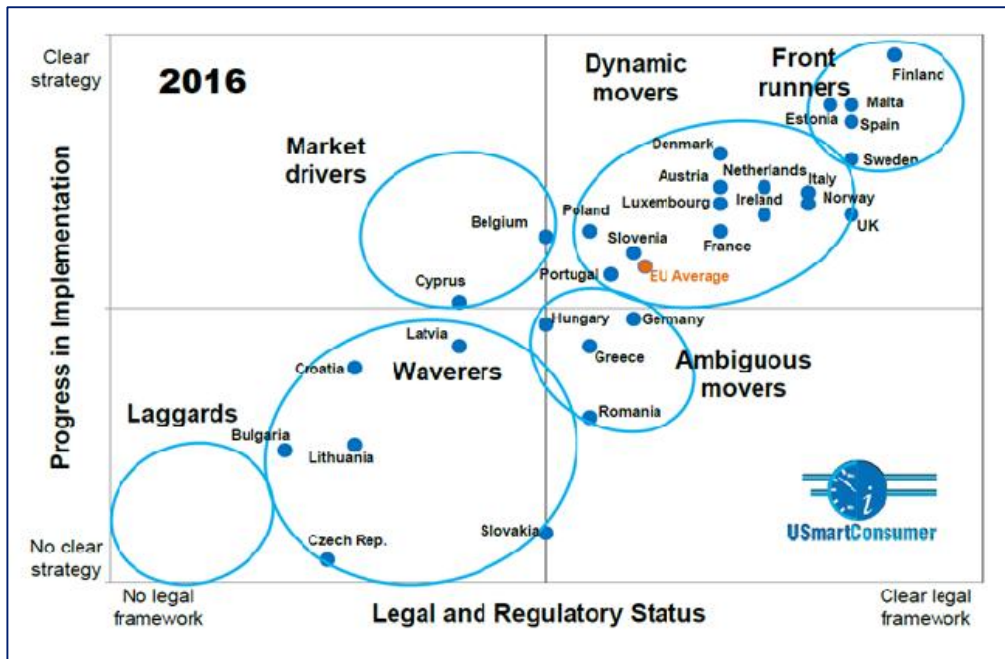 Clear
strategy
2016
Dynamic
movers
Front
runners
Finland
Malta
Estonia
Spain
Market
drivers
Denmark
Sweden
Netherlands
Austria
Italy
Luxembourg
Ireland
Norway
Poland
Belgium
UK
Slovenia
France
Portugal
EU Average
Cyprus
Progress in Implementation
Hungary
Germany
Latvia
Greece
Croatia
Waverers
Ambiguous
movers
Laggards
Romania
Bulgaria
Lithuania
Slovakia
Czech Rep.
i
USmartConsumer
No clear
strategy
No legal
framework
Legal and Regulatory Status
Clear legal
framework